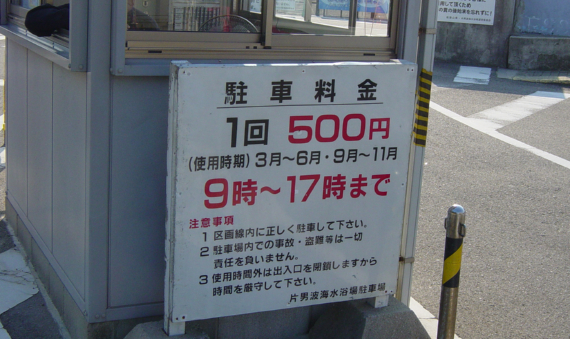 駐車料金
1回 500円
(使用時期)3月～6月・9月～11月
9時～17時まで
注意事項
1 区画線内に正しく駐車して下さい。
2 駐車場内での事故・盗難等は一切
責任を負いません。
3 使用時間外は出入口を閉鎖しますから
時間を厳守して下さい。
片男波海水浴場駐車場